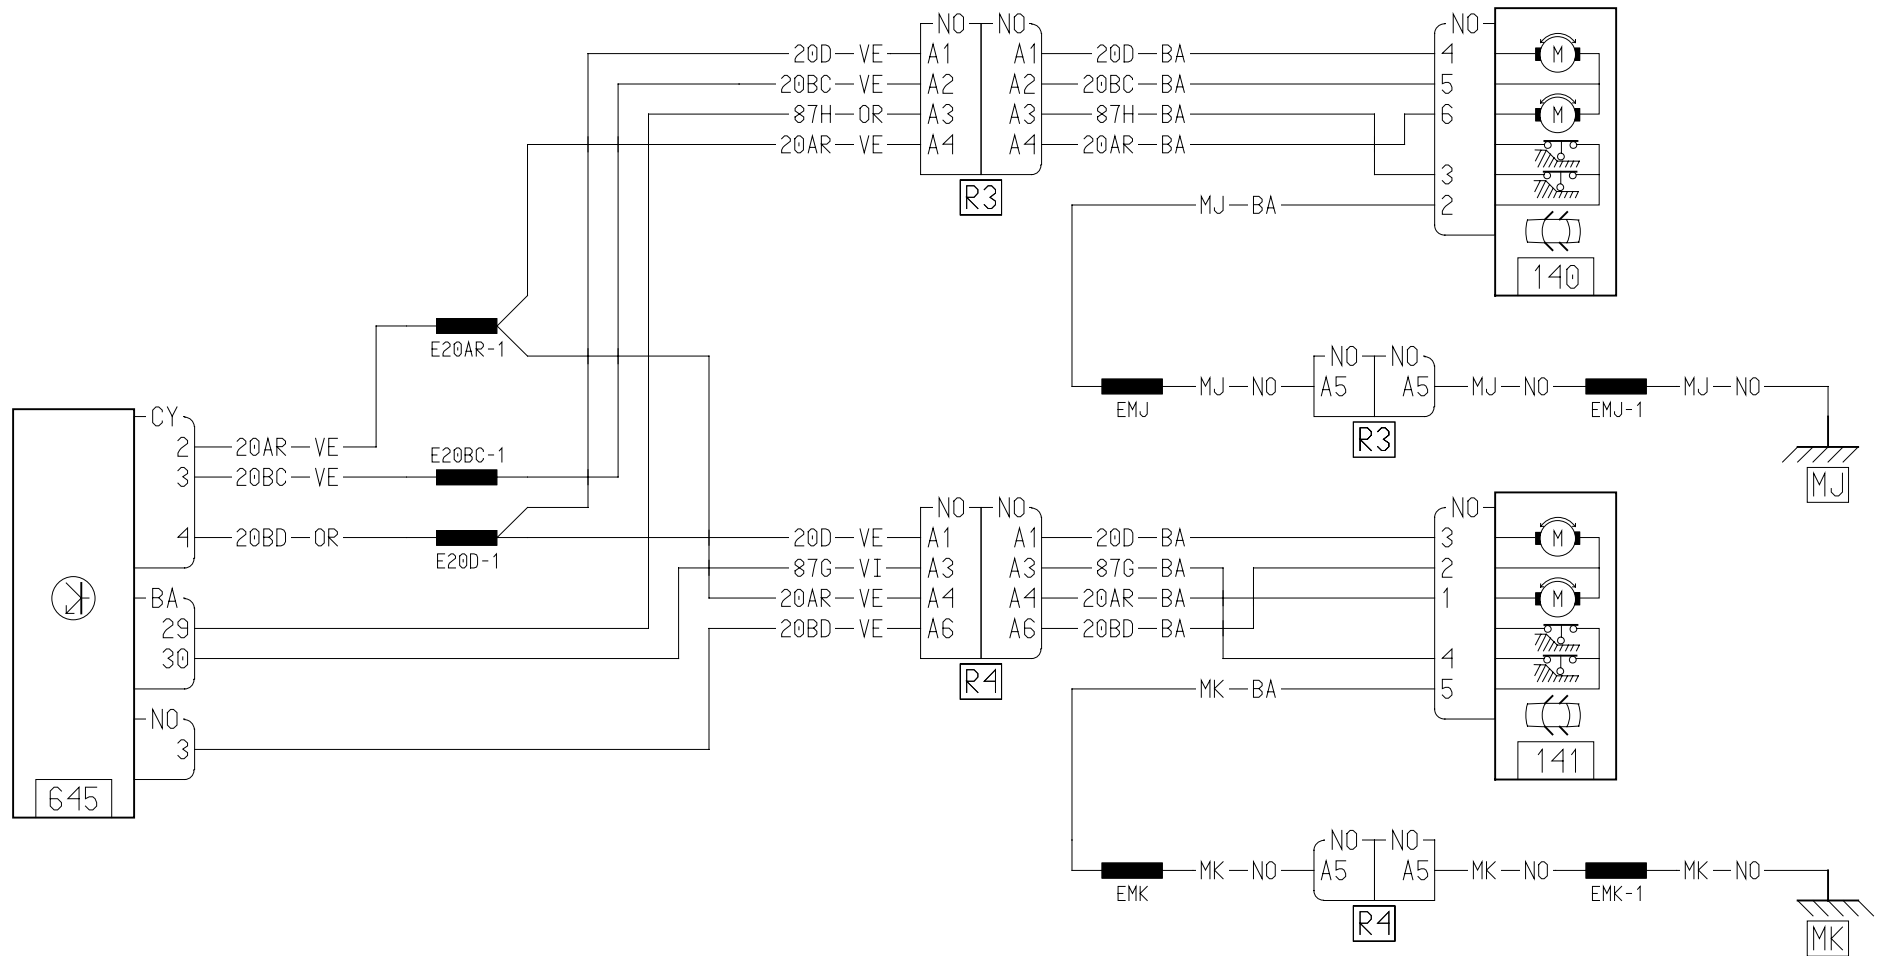 NO NO NO
20D VE A1 A1 20D BA 4 M
20BC VE A2 A2 20BC BA 5
87H OR A3 A3 87H BA 6 M
20AR VE A4 A4 20AR BA
3
R3
MJ BA 2
140
E20AR-1
NO NO
MJ NO A5 A5 MJ NO MJ NO
EMJ EMJ-1
R3
MJ
CY
2 20AR VE
E20BC-1
3 20BC VE
NO NO NO
4 20BD OR 20D VE A1 A1 20D BA 3 M
E20D-1
87G VI A3 A3 87G BA 2
BA 20AR VE A4 A4 20AR BA 1 M
29 20BD VE A6 A6 20BD BA
30 4
R4
MK BA 5
NO
3
141
645
NO NO
MK NO A5 A5 MK NO MK NO
EMK EMK-1
R4
MK